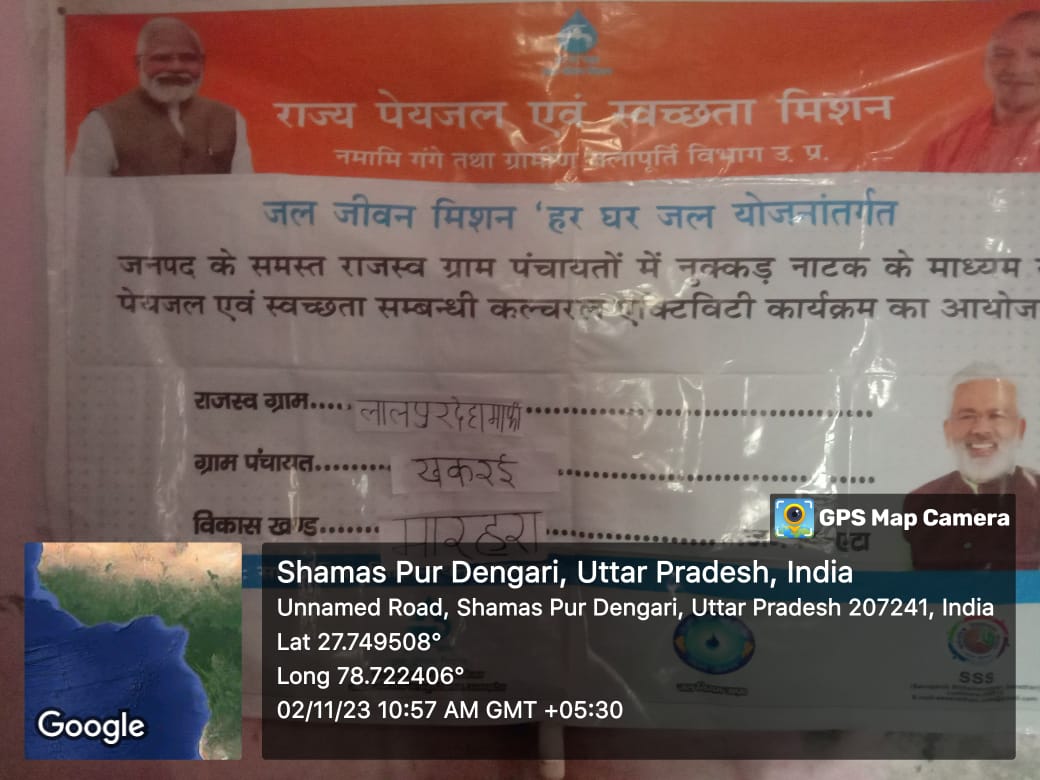 राज्य पेयजल एवं स्वच्छता मिशन
नमामि गंगे तथा ग्रामीण जलापूर्ति विभाग उ. प्र.
जल जीवन मिशन ‘हर घर जल योजनांतर्गत
जनपद के समस्त राजस्व ग्राम पंचायतों में नुक्कड़ नाटक के माध्यम
पेयजल एवं स्वच्छता सम्बन्धी कल्चरल एक्टिविटी कार्यक्रम का आयोज
राजस्व ग्राम..... लालपुरदेहामाफी
ग्राम पंचायत......... खकरई
विकास खण्ड....... मारहरा एटा
GPS Map Camera
Shamas Pur Dengari, Uttar Pradesh, India
Unnamed Road, Shamas Pur Dengari, Uttar Pradesh 207241, India
Lat 27.749508°
Long 78.722406°
02/11/23 10:57 AM GMT +05:30
Google
SSS